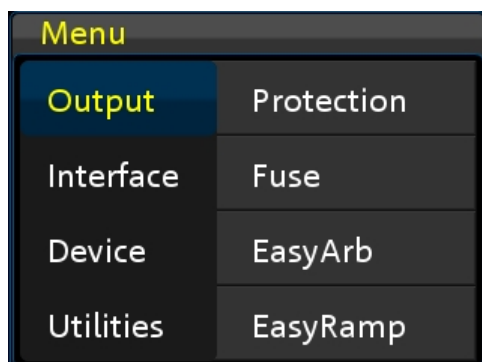 Menu
Output Protection
Interface Fuse
Device EasyArb
Utilities EasyRamp